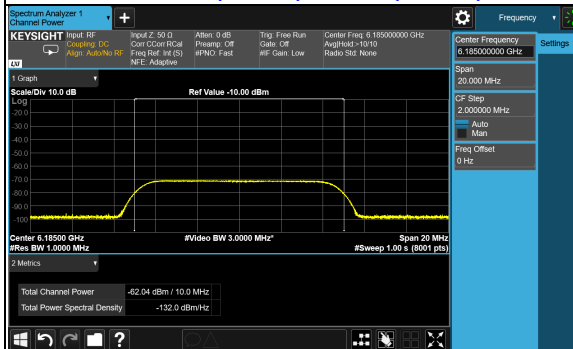 Spectrum Analyzer 1
Channel Power
+
Frequency
KEYSIGHT
Input: RF
Coupling: DC
Align: Auto/No RF
Input Z: 50 Ω
Corr CCorr RCal
Freq Ref: Int (S)
NFE: Adaptive
Atten: 0 dB
Preamp: Off
#PNO: Fast
Trig: Free Run
Gate: Off
#IF Gain: Low
Center Freq: 6.185000000 GHz
Avg|Hold:>10/10
Radio Std: None
LXI
Center Frequency
6.185000000 GHz
Settings
Span
20.000 MHz
CF Step
2.000000 MHz
Auto
Man
Freq Offset
0 Hz
1 Graph
Scale/Div 10.0 dB
Ref Value -10.00 dBm
Log
-20.0
-30.0
-40.0
-50.0
-60.0
-70.0
-80.0
-90.0
-100
Center 6.18500 GHz
#Video BW 3.0000 MHz*
Span 20 MHz
#Res BW 1.0000 MHz
#Sweep 1.00 s (8001 pts)
2 Metrics
Total Channel Power -62.04 dBm / 10.0 MHz
Total Power Spectral Density -132.0 dBm/Hz
?